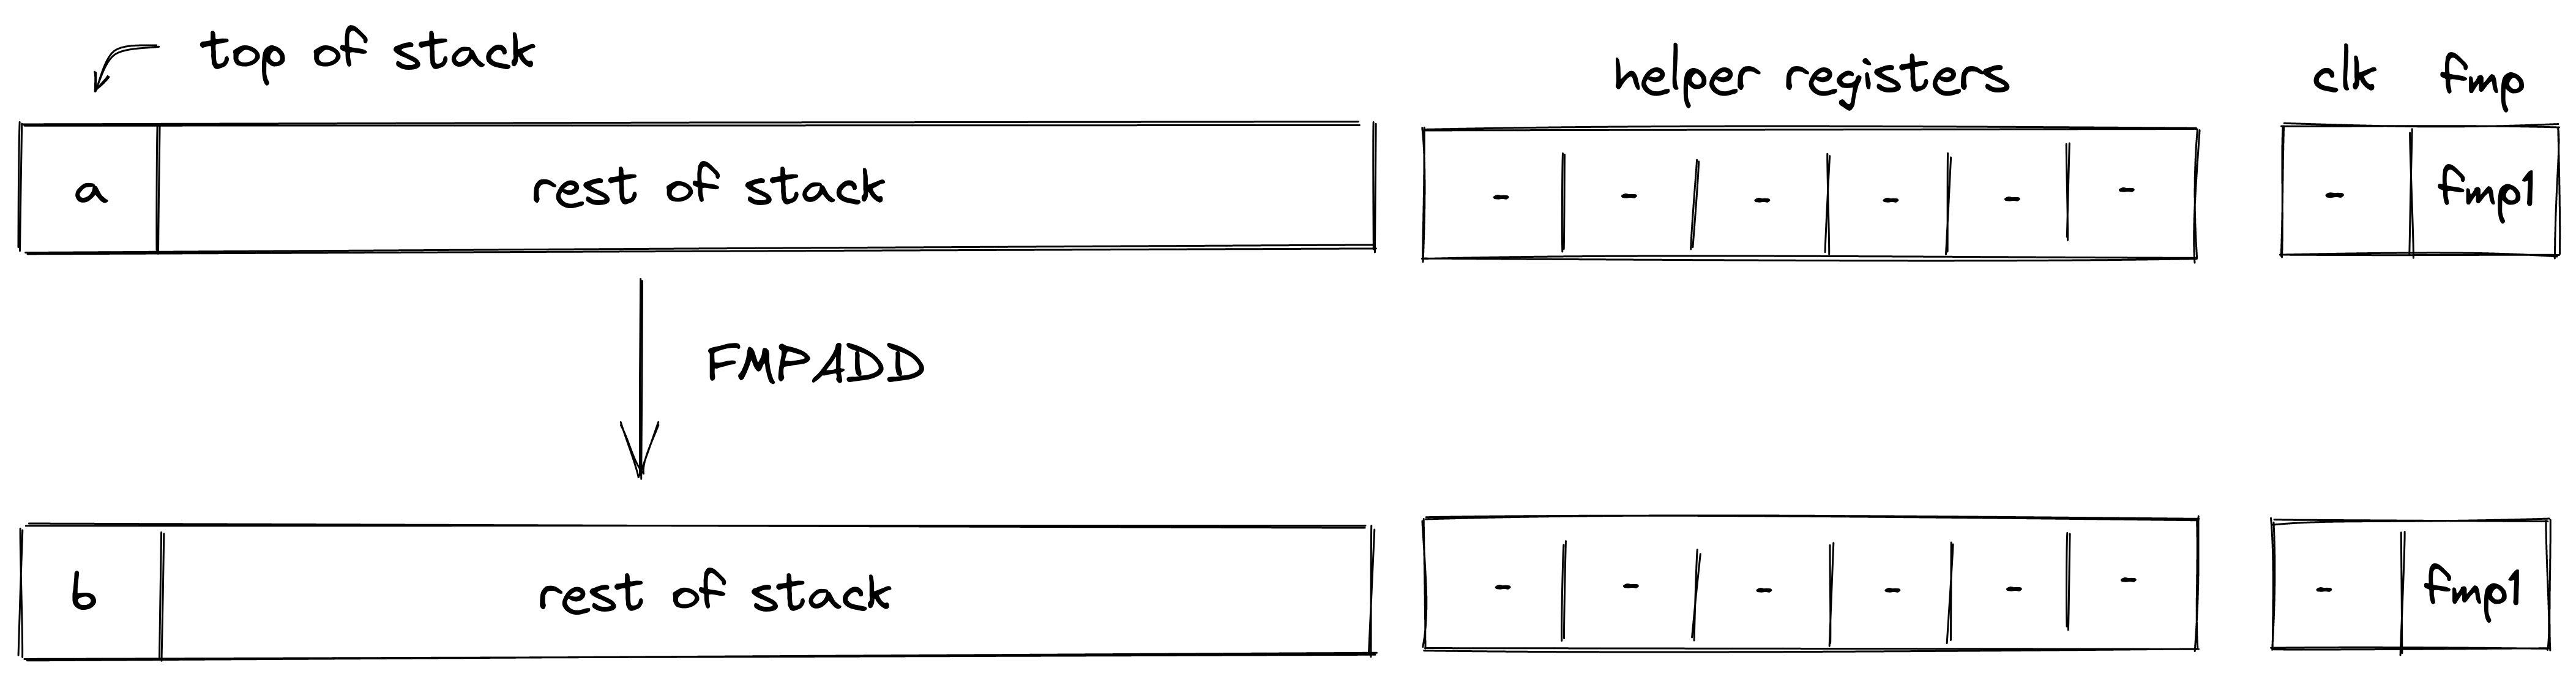 top of stack
helper registers
clk fmp
a rest of stack - - - - - - - fmp1
FMPADD
b rest of stack - - - - - - - fmp1